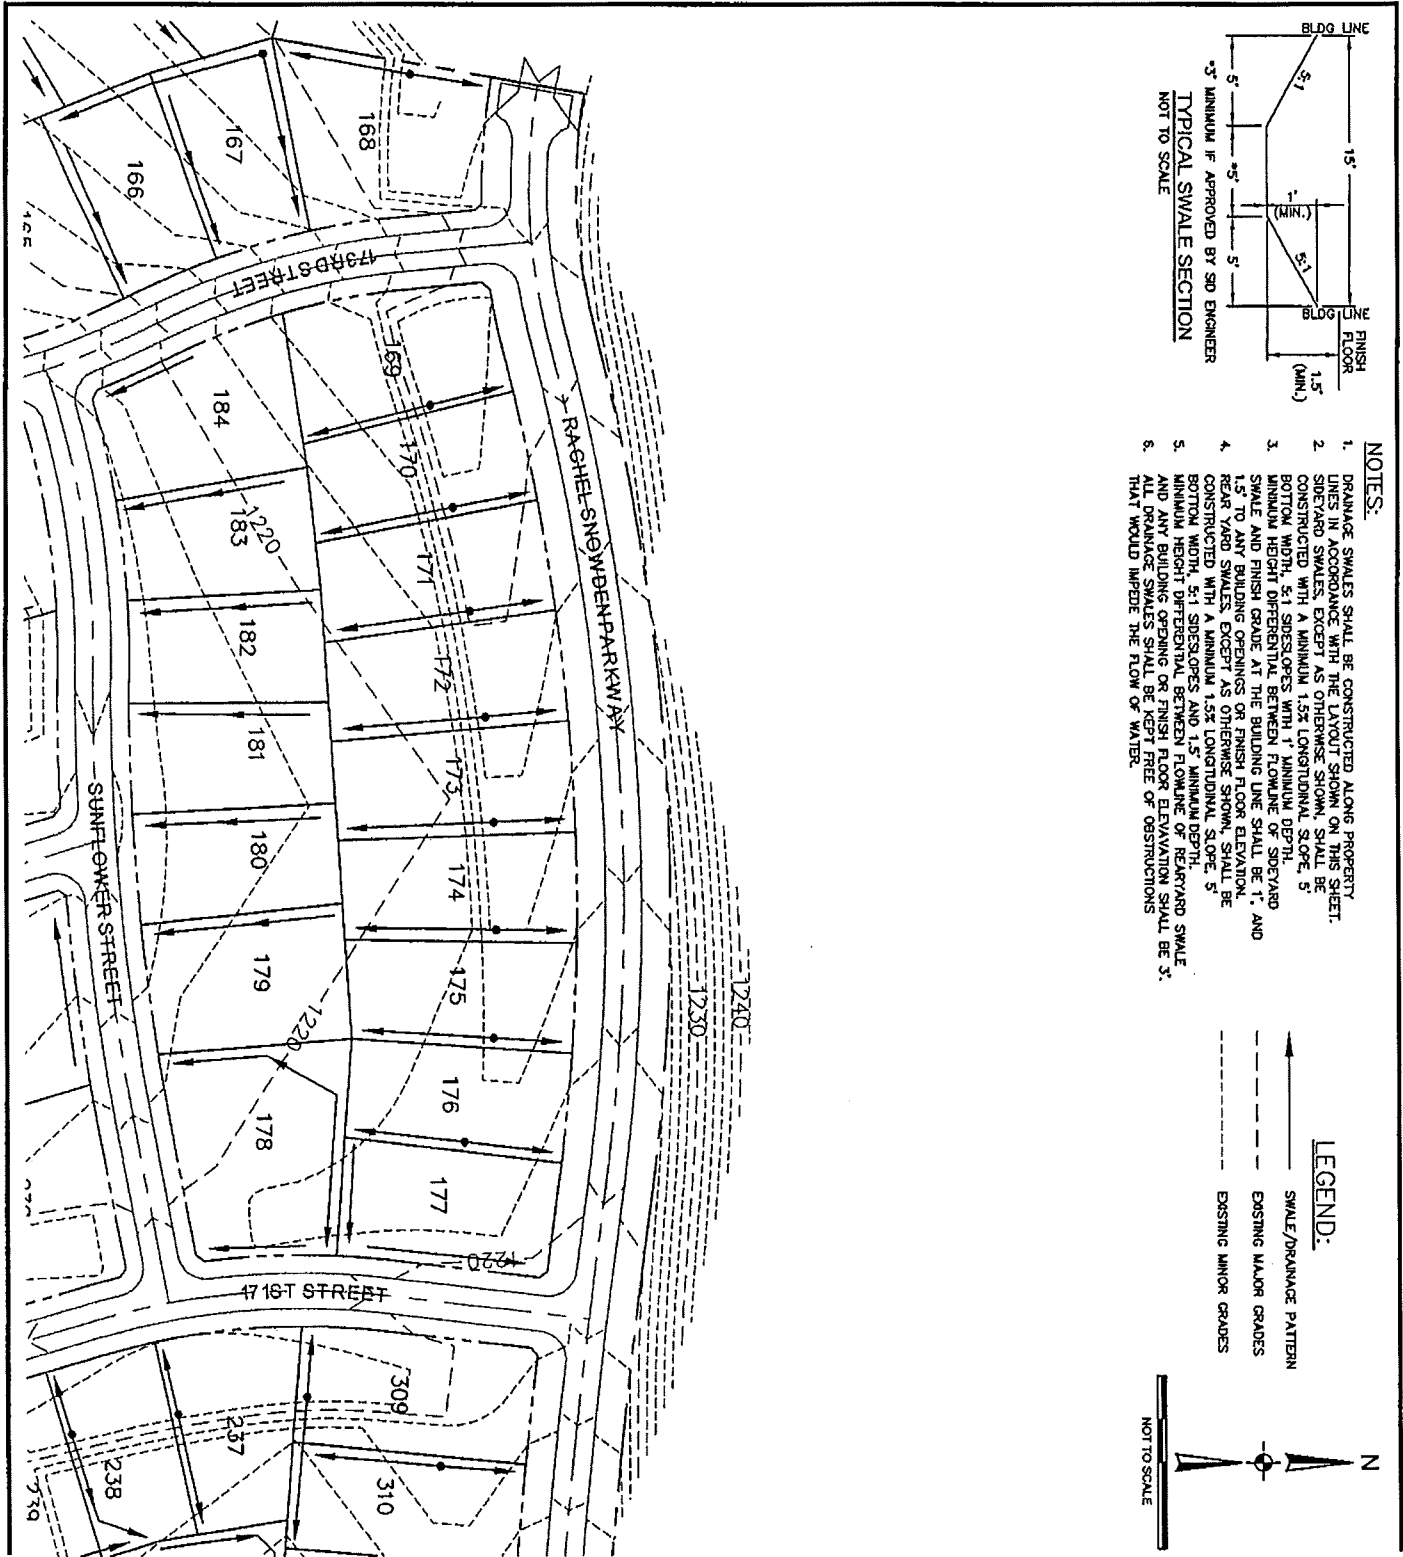 BLDG LINE
15'
BLDG LINE
FINISH
FLOOR
5:1
1'
(MIN.)
5:1
1.5'
(MIN.)
5'
*5'
5'
*3' MINIMUM IF APPROVED BY SID ENGINEER
TYPICAL SWALE SECTION
NOT TO SCALE
NOTES:
1. DRAINAGE SWALES SHALL BE CONSTRUCTED ALONG PROPERTY
LINES IN ACCORDANCE WITH THE LAYOUT SHOWN ON THIS SHEET.
2. SIDEYARD SWALES, EXCEPT AS OTHERWISE SHOWN, SHALL BE
CONSTRUCTED WITH A MINIMUM 1.5% LONGITUDINAL SLOPE, 5'
BOTTOM WIDTH, 5:1 SIDESLOPES WITH 1' MINIMUM DEPTH.
3. MINIMUM HEIGHT DIFFERENTIAL BETWEEN FLOWLINE OF SIDEYARD
SWALE AND FINISH GRADE AT THE BUILDING LINE SHALL BE 1', AND
1.5' TO ANY BUILDING OPENINGS OR FINISH FLOOR ELEVATION.
4. REAR YARD SWALES, EXCEPT AS OTHERWISE SHOWN, SHALL BE
CONSTRUCTED WITH A MINIMUM 1.5% LONGITUDINAL SLOPE, 5'
BOTTOM WIDTH, 5:1 SIDESLOPES AND 1.5' MINIMUM DEPTH.
5. MINIMUM HEIGHT DIFFERENTIAL BETWEEN FLOWLINE OF REARYARD SWALE
AND ANY BUILDING OPENING OR FINISH FLOOR ELEVAVATION SHALL BE 3'.
6. ALL DRAINAGE SWALES SHALL BE KEPT FREE OF OBSTRUCTIONS
THAT WOULD IMPEDE THE FLOW OF WATER.
LEGEND:
SWALE/DRAINAGE PATTERN
EXISTING MAJOR GRADES
EXISTING MINOR GRADES
N
NOT TO SCALE
1240
1230
RACHEL SNOWDEN PARKWAY
168
169
170
171
172
173
174
175
176
177
1220
309
310
167
173RD STREET
184
183
1220
182
181
180
179
1220
178
171ST STREET
237
166
SUNFLOWER STREET
238
165
239